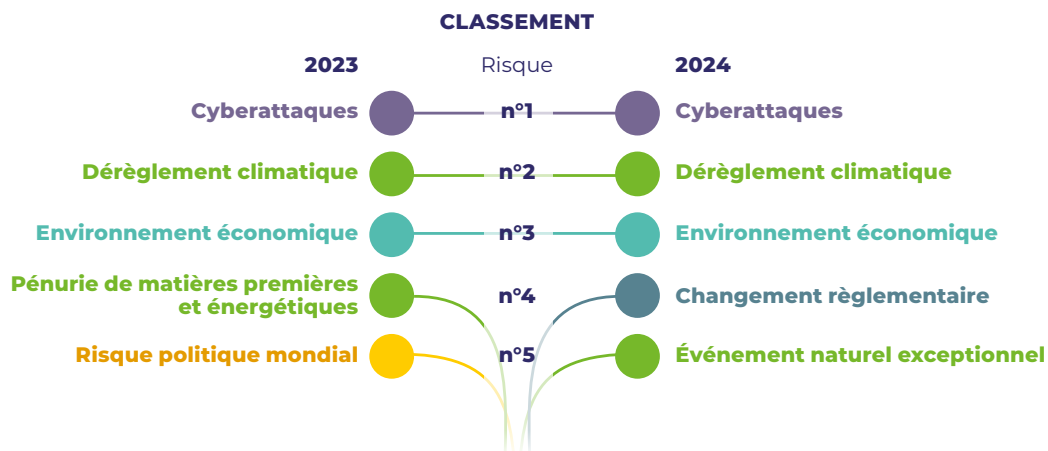 CLASSEMENT
2023 Risque 2024
Cyberattaques n°1 Cyberattaques
Dérèglement climatique n°2 Dérèglement climatique
Environnement économique n°3 Environnement économique
Pénurie de matières premières
et énergétiques n°4 Changement règlementaire
Risque politique mondial n°5 Événement naturel exceptionnel